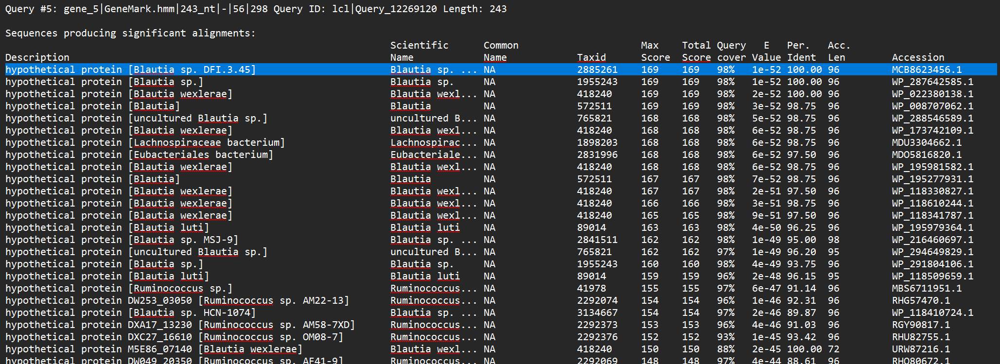 Query #5: gene_5|GeneMark.hmm|243_nt|-|56|298 Query ID: lcl|Query_12269120 Length: 243
Sequences producing significant alignments:
Scientific Common Max Total Query E Per. Acc.
Description Name Name Taxid Score Score cover Value Ident Len Accession
hypothetical protein [Blautia sp. DFI.3.45] Blautia sp. ... NA 2885261 169 169 98% 1e-52 100.00 96 MCB8623456.1
hypothetical protein [Blautia sp.] Blautia sp. NA 1955243 169 169 98% 1e-52 100.00 96 WP_287642585.1
hypothetical protein [Blautia wexlerae] Blautia wexl... NA 418240 169 169 98% 2e-52 100.00 96 WP_022380138.1
hypothetical protein [Blautia] Blautia NA 572511 169 169 98% 3e-52 98.75 96 WP_008707062.1
hypothetical protein [uncultured Blautia sp.] uncultured B... NA 765821 168 168 98% 5e-52 98.75 96 WP_288546589.1
hypothetical protein [Blautia wexlerae] Blautia wexl... NA 418240 168 168 98% 6e-52 98.75 96 WP_173742109.1
hypothetical protein [Lachnospiraceae bacterium] Lachnospirac... NA 1898203 168 168 98% 6e-52 98.75 96 MDU3304662.1
hypothetical protein [Eubacteriales bacterium] Eubacteriale... NA 2831996 168 168 98% 6e-52 97.50 96 MDO5816820.1
hypothetical protein [Blautia wexlerae] Blautia wexl... NA 418240 168 168 98% 6e-52 98.75 96 WP_195981582.1
hypothetical protein [Blautia] Blautia NA 572511 167 167 98% 7e-52 98.75 96 WP_195277931.1
hypothetical protein [Blautia wexlerae] Blautia wexl... NA 418240 167 167 98% 2e-51 97.50 96 WP_118330827.1
hypothetical protein [Blautia wexlerae] Blautia wexl... NA 418240 166 166 98% 3e-51 98.75 96 WP_118610244.1
hypothetical protein [Blautia wexlerae] Blautia wexl... NA 418240 165 165 98% 9e-51 97.50 96 WP_118341787.1
hypothetical protein [Blautia luti] Blautia luti NA 89014 163 163 98% 4e-50 96.25 96 WP_195979364.1
hypothetical protein [Blautia sp. MSJ-9] Blautia sp. ... NA 2841511 162 162 98% 1e-49 95.00 98 WP_216460697.1
hypothetical protein [uncultured Blautia sp.] uncultured B... NA 765821 162 162 97% 1e-49 96.20 95 WP_294649829.1
hypothetical protein [Blautia sp.] Blautia sp. NA 1955243 160 160 98% 4e-49 93.75 96 WP_291804106.1
hypothetical protein [Blautia luti] Blautia luti NA 89014 159 159 96% 2e-48 96.15 95 WP_118509659.1
hypothetical protein [Ruminococcus sp.] Ruminococcus... NA 41978 155 155 97% 6e-47 91.14 96 MBS6711951.1
hypothetical protein DW253_03050 [Ruminococcus sp. AM22-13] Ruminococcus... NA 2292074 154 154 96% 1e-46 92.31 96 RHG57470.1
hypothetical protein [Blautia sp. HCN-1074] Blautia sp. ... NA 3134667 154 154 97% 2e-46 89.87 96 WP_118410724.1
hypothetical protein DXA17_13230 [Ruminococcus sp. AM58-7XD] Ruminococcus... NA 2292373 153 153 96% 4e-46 91.03 96 RGY90817.1
hypothetical protein DXC27_16610 [Ruminococcus sp. OM08-7] Ruminococcus... NA 2292376 152 152 93% 1e-45 93.42 96 RHU82755.1
hypothetical protein M5E86_07140 [Blautia wexlerae] Blautia wexl... NA 418240 150 150 88% 2e-45 100.00 72 URW87216.1
hypothetical protein DW049_20350 [Ruminococcus sp. AF41-9] Ruminococcus... NA 2292069 148 148 97% 4e-44 88.61 96 RHO80672.1